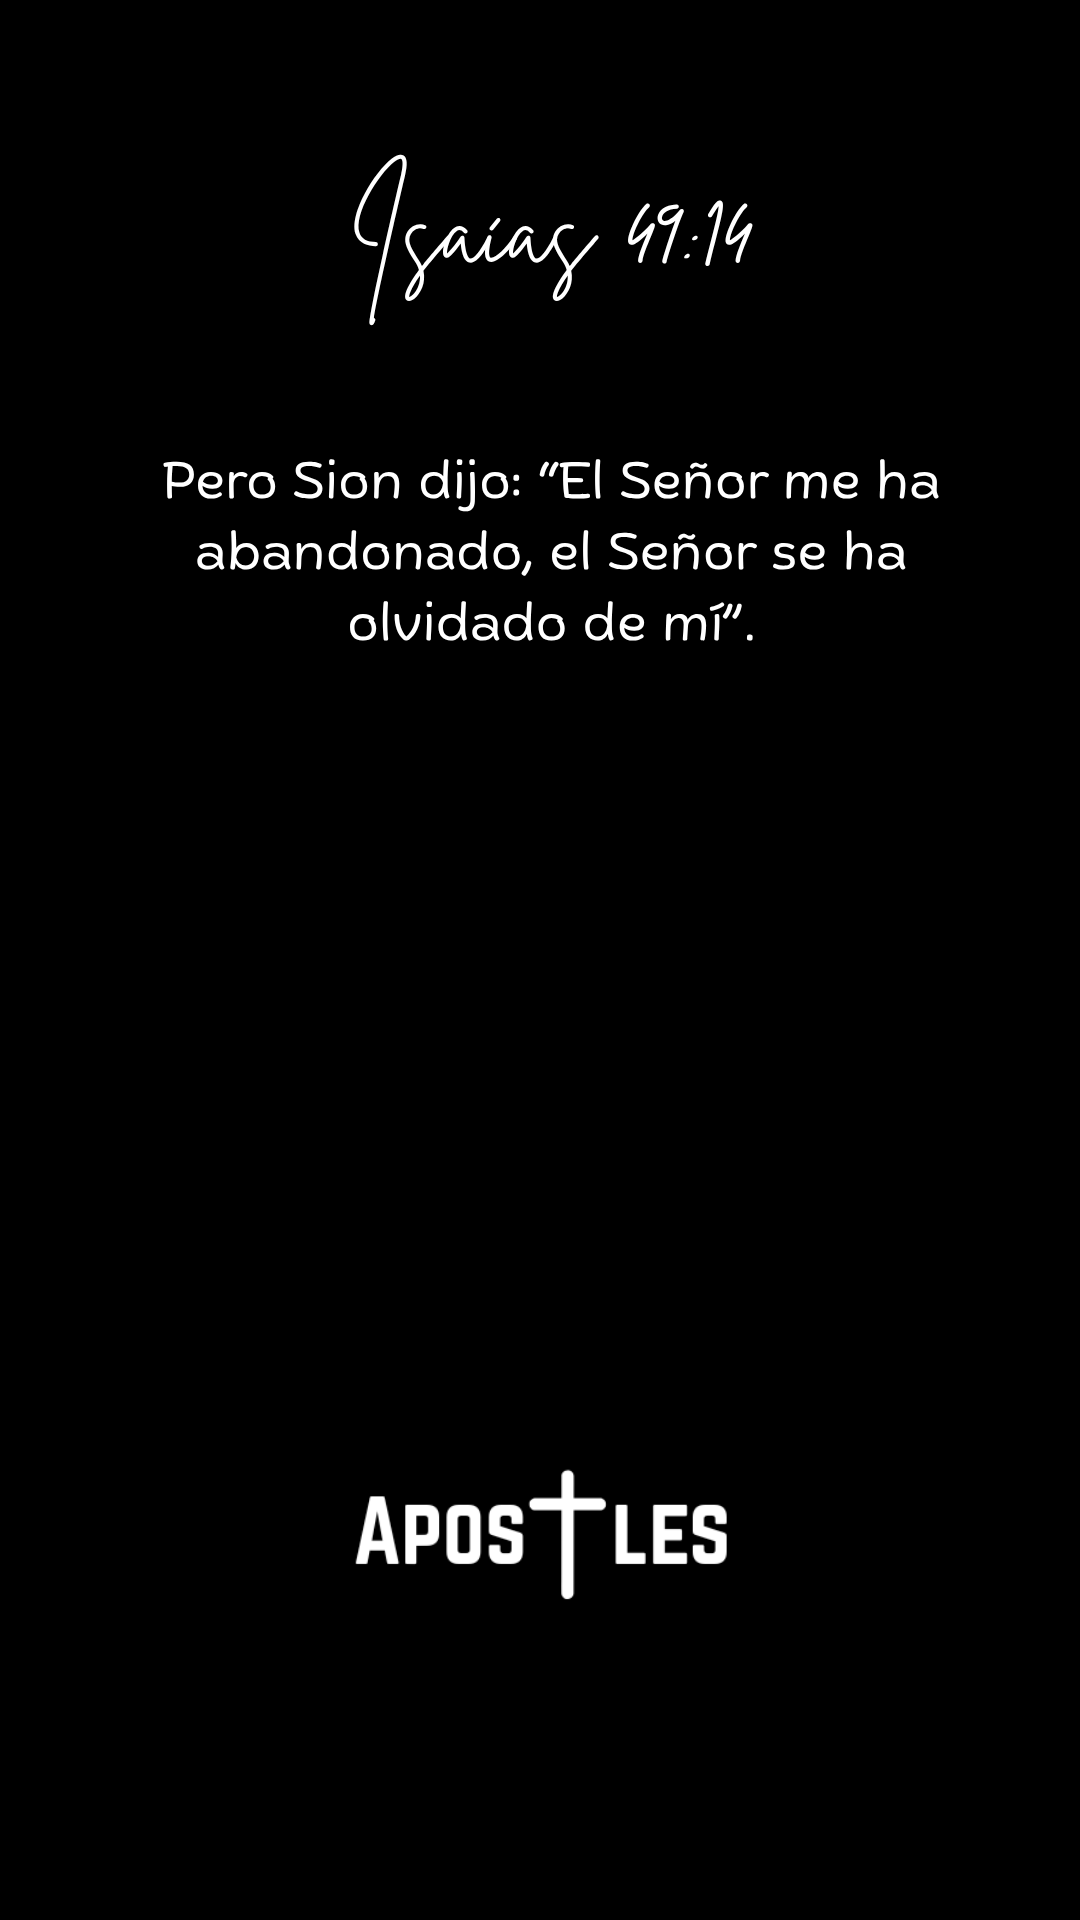 Isaías 49:14
Pero Sion dijo: “El Señor me ha
abandonado, el Señor se ha
olvidado de mí”.
APOSTLES